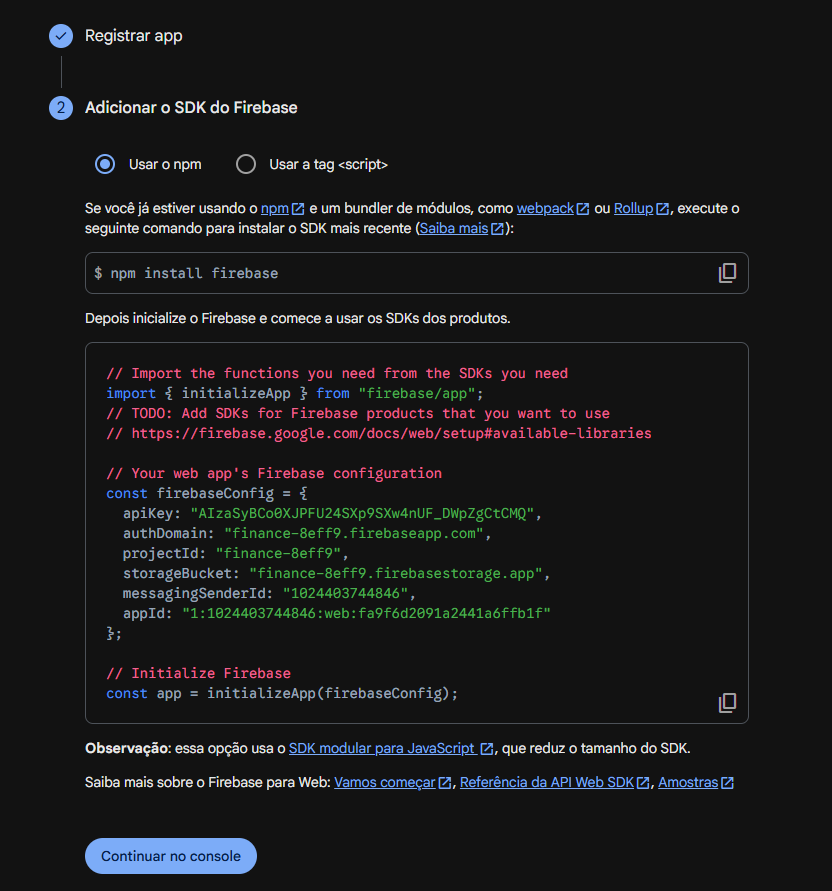 Registrar app
2 Adicionar o SDK do Firebase
Usar o npm Usar a tag <script>
Se você já estiver usando o npm e um bundler de módulos, como webpack ou Rollup, execute o
seguinte comando para instalar o SDK mais recente (Saiba mais):
$ npm install firebase
Depois inicialize o Firebase e comece a usar os SDKs dos produtos.
// Import the functions you need from the SDKs you need
import { initializeApp } from "firebase/app";
// TODO: Add SDKs for Firebase products that you want to use
// https://firebase.google.com/docs/web/setup#available-libraries
// Your web app's Firebase configuration
const firebaseConfig = {
apiKey: "AIzaSyBCo0XJPFU24SXp9SXw4nUF_DWpZgCtCMQ",
authDomain: "finance-8eff9.firebaseapp.com",
projectId: "finance-8eff9",
storageBucket: "finance-8eff9.firebasestorage.app",
messagingSenderId: "1024403744846",
appId: "1:1024403744846:web:fa9f6d2091a2441a6ffb1f"
};
// Initialize Firebase
const app = initializeApp(firebaseConfig);
Observação: essa opção usa o SDK modular para JavaScript, que reduz o tamanho do SDK.
Saiba mais sobre o Firebase para Web: Vamos começar, Referência da API Web SDK, Amostras
Continuar no console